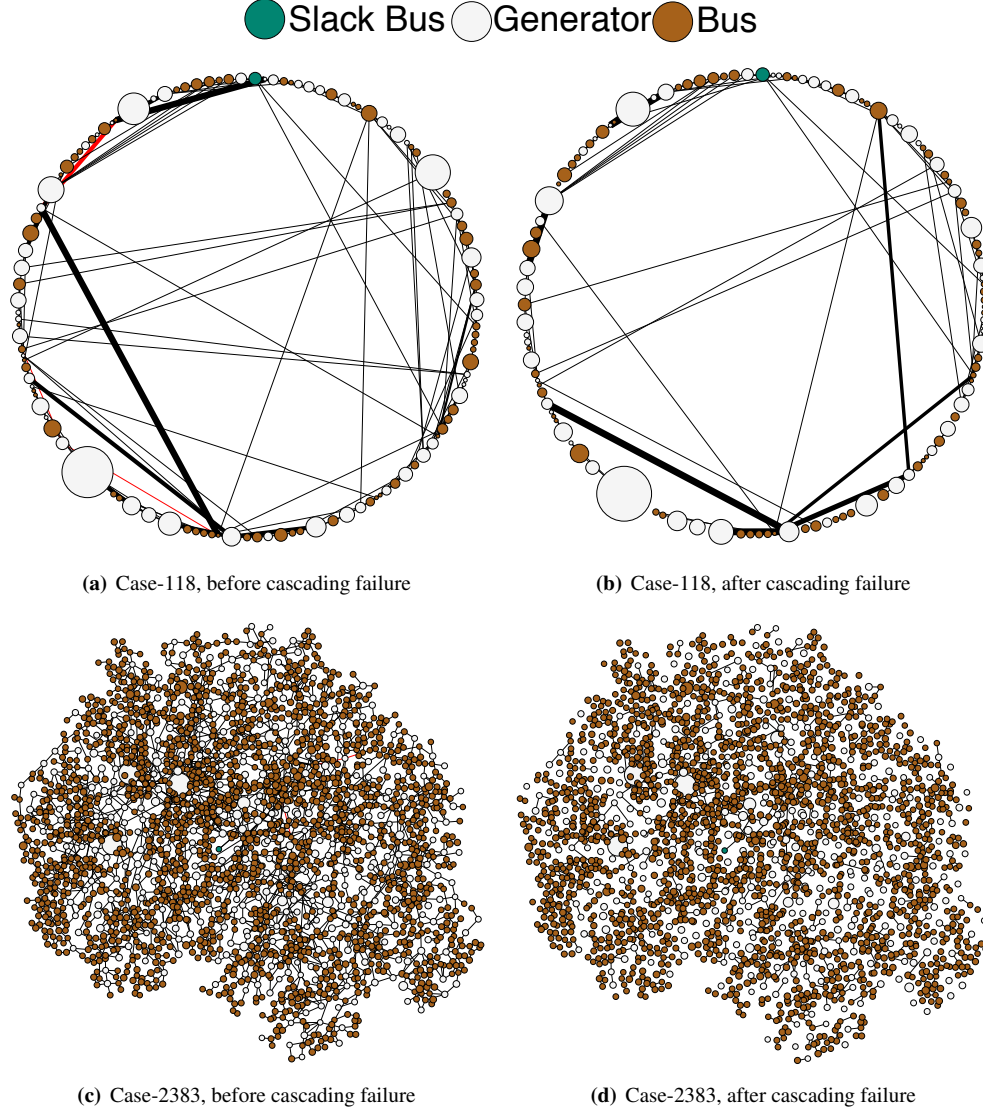 Slack Bus Generator Bus
(a) Case-118, before cascading failure
(b) Case-118, after cascading failure
(c) Case-2383, before cascading failure
(d) Case-2383, after cascading failure